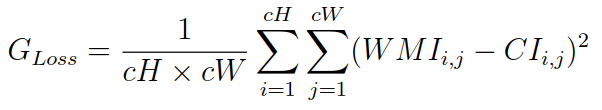 G_{Loss} = \frac{1}{cH \times cW} \sum_{i=1}^{cH} \sum_{j=1}^{cW} (WMI_{i,j} - CI_{i,j})^2